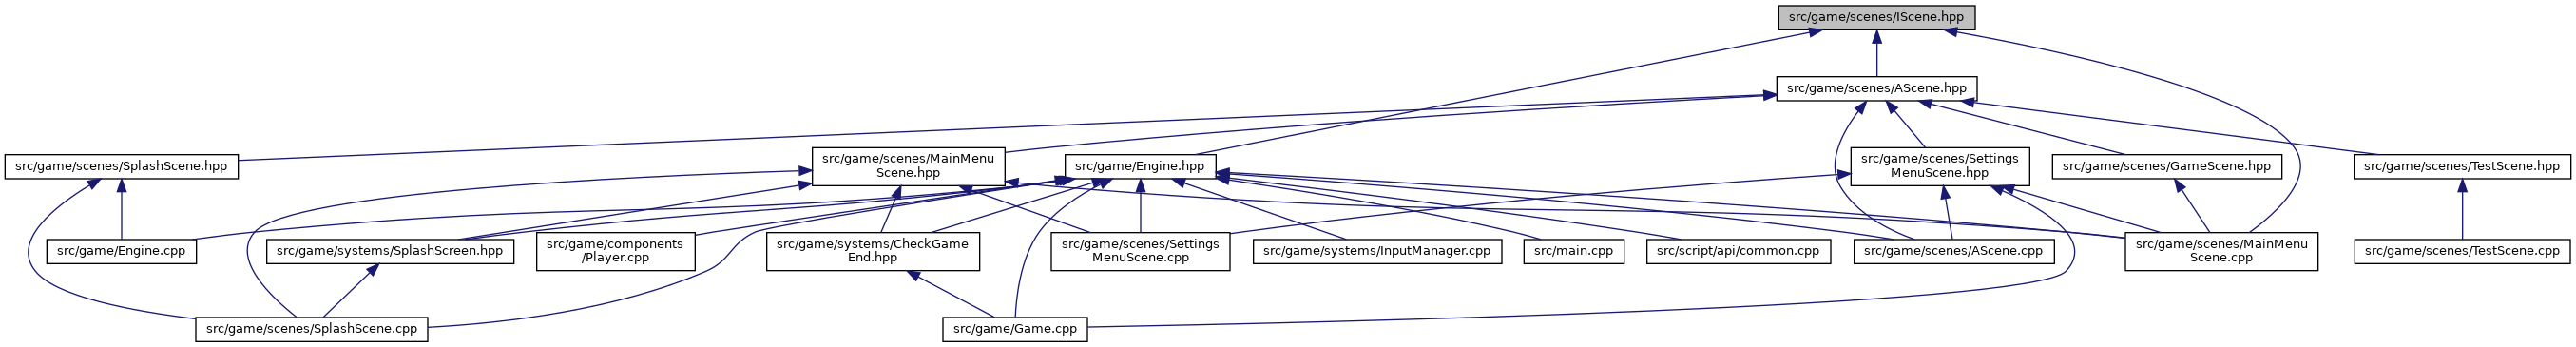 src/game/scenes/IScene.hpp
src/game/scenes/AScene.hpp
src/game/scenes/SplashScene.hpp
src/game/scenes/MainMenu
Scene.hpp
src/game/Engine.hpp
src/game/scenes/Settings
MenuScene.hpp
src/game/scenes/GameScene.hpp
src/game/scenes/TestScene.hpp
src/game/Engine.cpp
src/game/systems/SplashScreen.hpp
src/game/components
/Player.cpp
src/game/systems/CheckGame
End.hpp
src/game/scenes/Settings
MenuScene.cpp
src/game/systems/InputManager.cpp
src/main.cpp
src/script/api/common.cpp
src/game/scenes/AScene.cpp
src/game/scenes/MainMenu
Scene.cpp
src/game/scenes/TestScene.cpp
src/game/scenes/SplashScene.cpp
src/game/Game.cpp